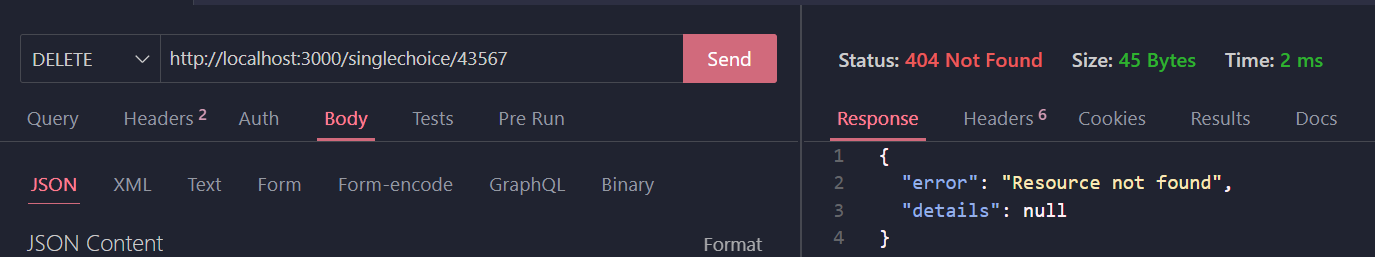 DELETE http://localhost:3000/singlechoice/43567 Send
Query Headers 2 Auth Body Tests Pre Run
JSON XML Text Form Form-encode GraphQL Binary
JSON Content Format
Status: 404 Not Found Size: 45 Bytes Time: 2 ms
Response Headers 6 Cookies Results Docs
1 {
2 "error": "Resource not found",
3 "details": null
4 }